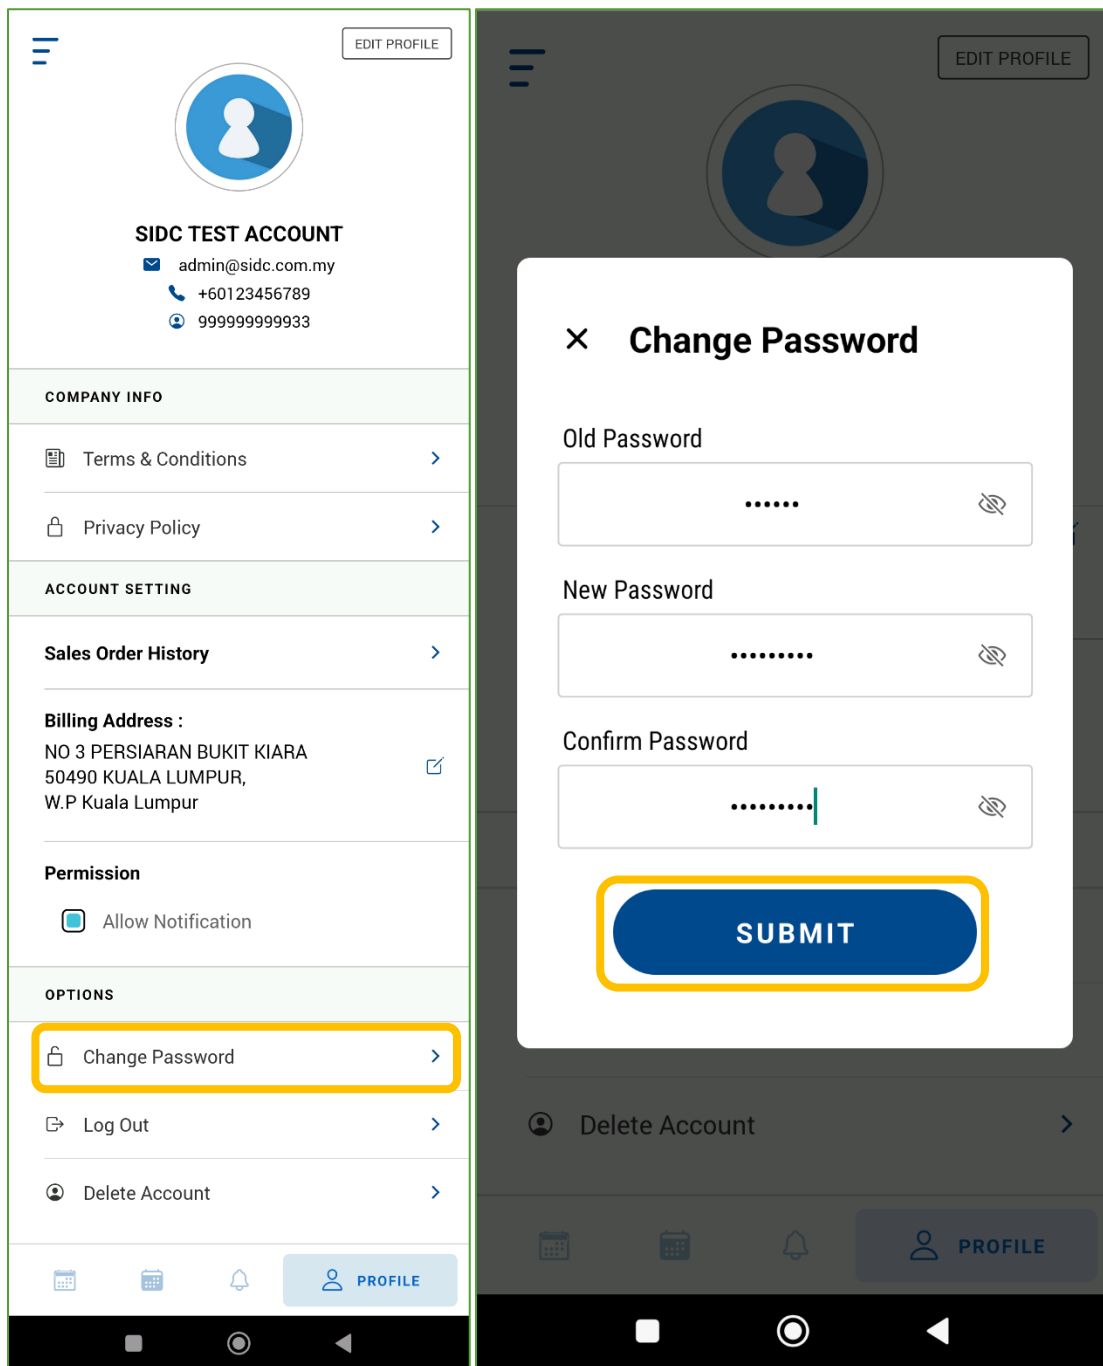 EDIT PROFILE
SIDC TEST ACCOUNT
admin@sidc.com.my
+60123456789
999999999933
COMPANY INFO
Terms & Conditions
Privacy Policy
ACCOUNT SETTING
Sales Order History
Billing Address :
NO 3 PERSIARAN BUKIT KIARA
50490 KUALA LUMPUR,
W.P Kuala Lumpur
Permission
Allow Notification
OPTIONS
Change Password
Log Out
Delete Account
PROFILE
EDIT PROFILE
Change Password
Old Password
••••••
New Password
•••••••••
Confirm Password
•••••••••
SUBMIT
Delete Account
PROFILE